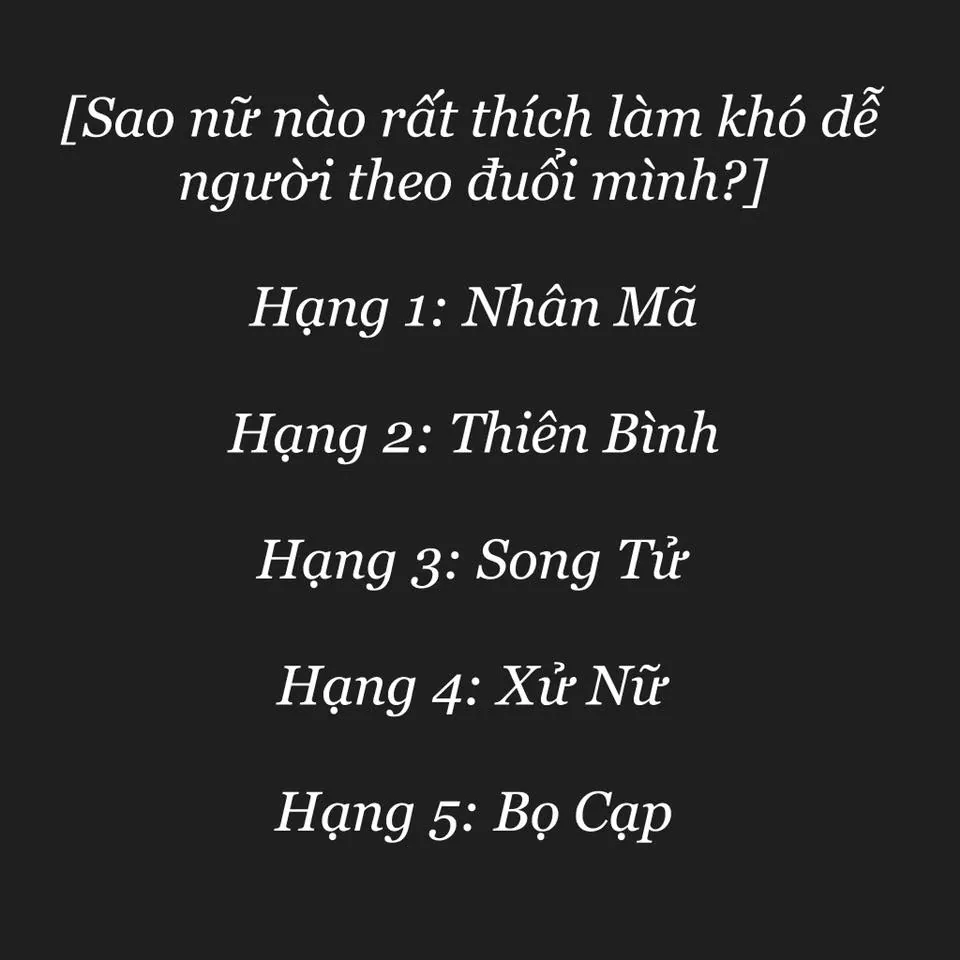 [Sao nữ nào rất thích làm khó dễ
người theo đuổi mình?]
Hạng 1: Nhân Mã
Hạng 2: Thiên Bình
Hạng 3: Song Tử
Hạng 4: Xử Nữ
Hạng 5: Bọ Cạp